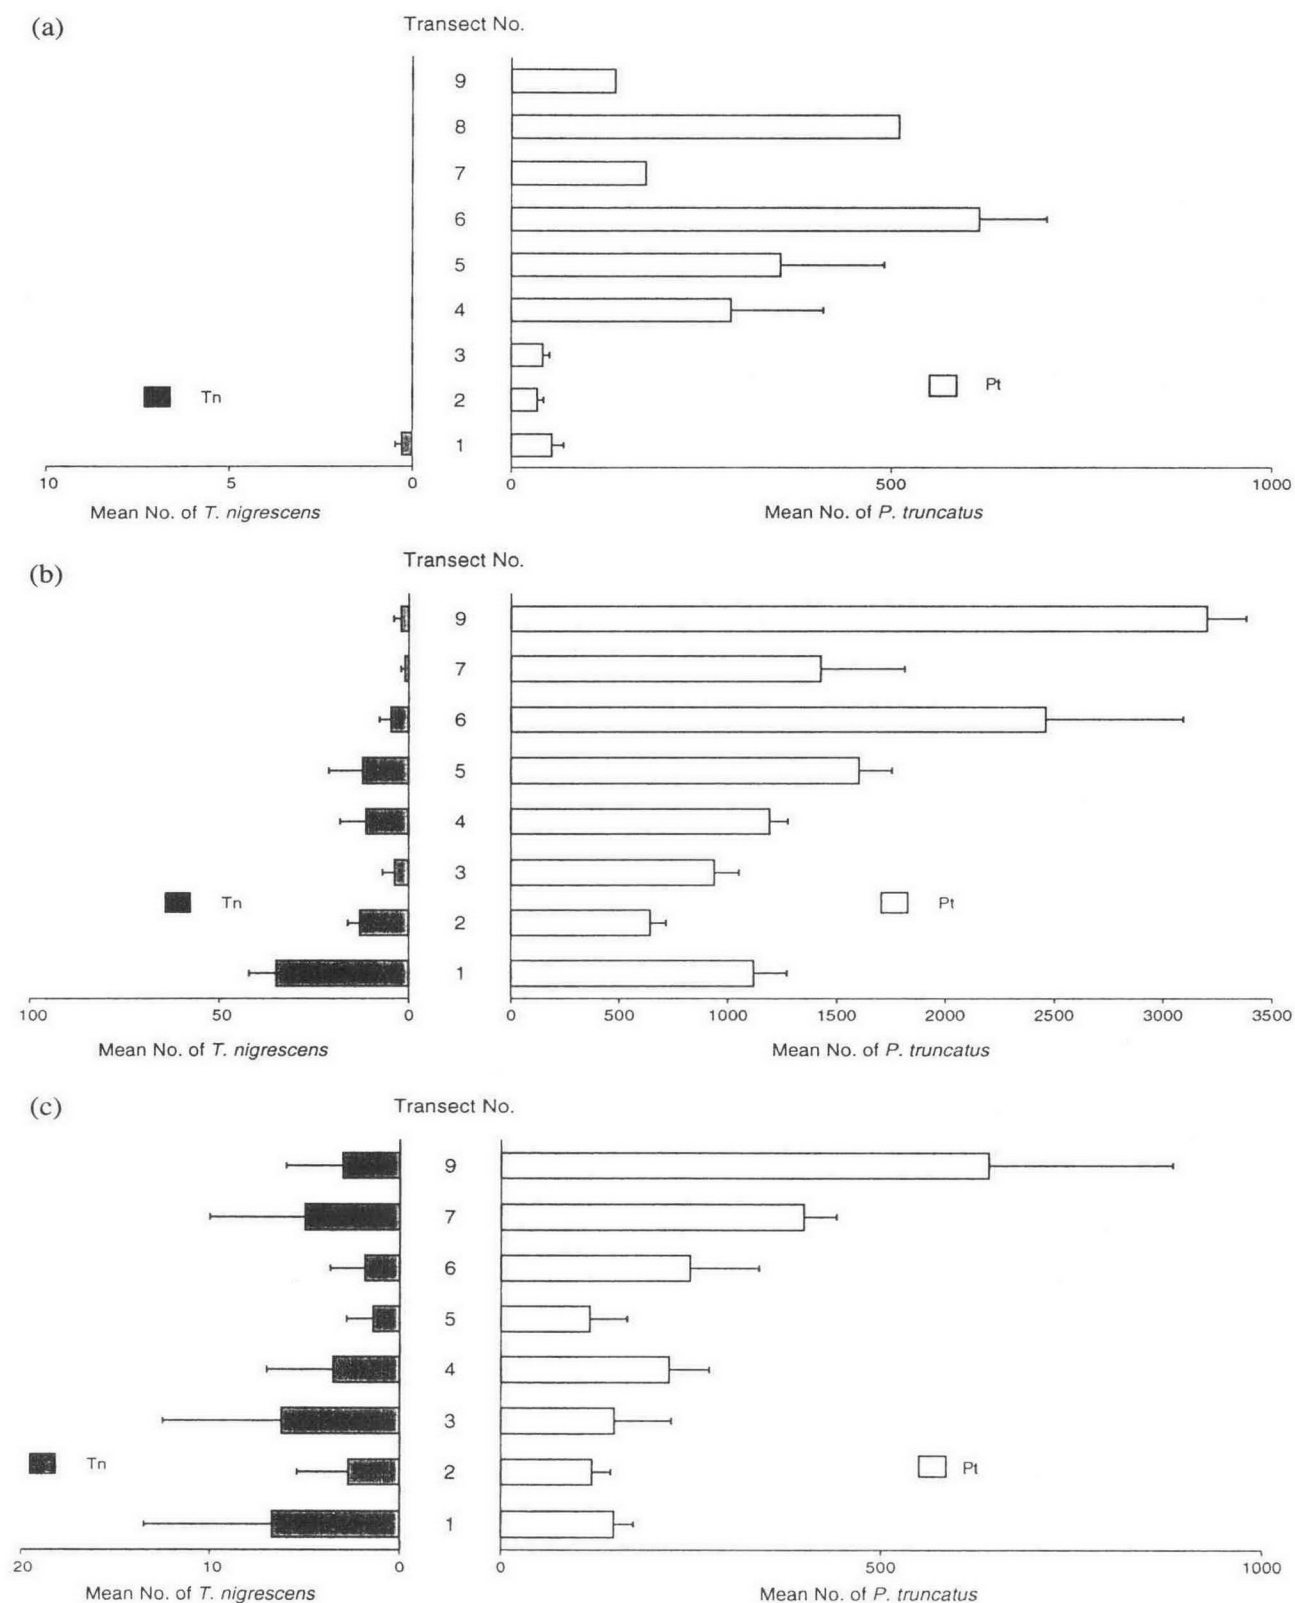 (a)
Transect No.
9
8
7
6
5
4
3
2
1
Tn
Pt
10 5 0
0 500 1000
Mean No. of T. nigrescens
Mean No. of P. truncatus
(b)
Transect No.
9
7
6
5
4
3
2
1
Tn
Pt
100 50 0
0 500 1000 1500 2000 2500 3000 3500
Mean No. of T. nigrescens
Mean No. of P. truncatus
(c)
Transect No.
9
7
6
5
4
3
2
1
Tn
Pt
20 10 0
0 500 1000
Mean No. of T. nigrescens
Mean No. of P. truncatus